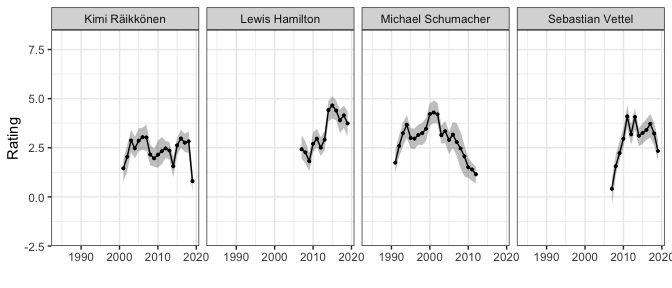 Kimi Räikkönen Lewis Hamilton Michael Schumacher Sebastian Vettel
7.5
5.0
2.5
0.0
-2.5
Rating
1990 2000 2010 2020 1990 2000 2010 2020 1990 2000 2010 2020 1990 2000 2010 2020